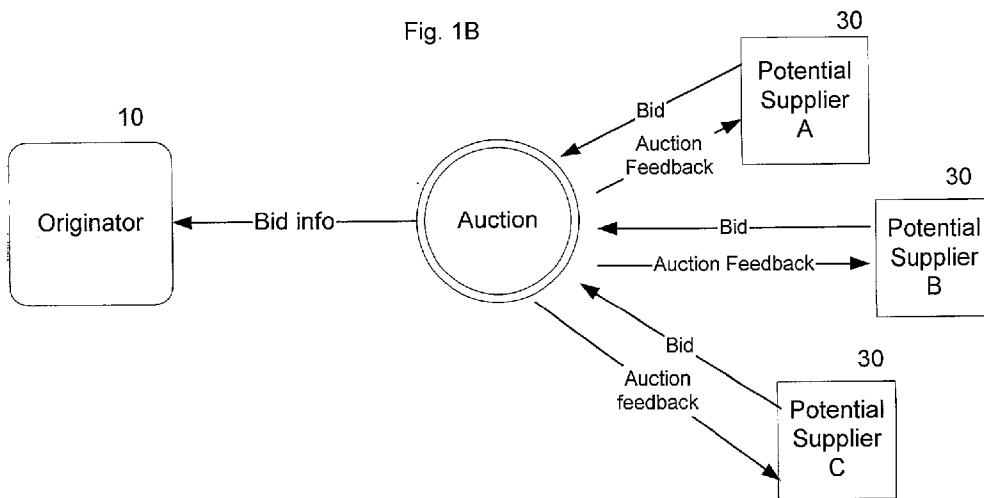 Fig. 1B
30
Potential
Supplier
A
Bid
Auction
Feedback
10
Originator
Bid info
Auction
30
Potential
Supplier
B
Bid
Auction Feedback
30
Potential
Supplier
C
Bid
Auction
feedback